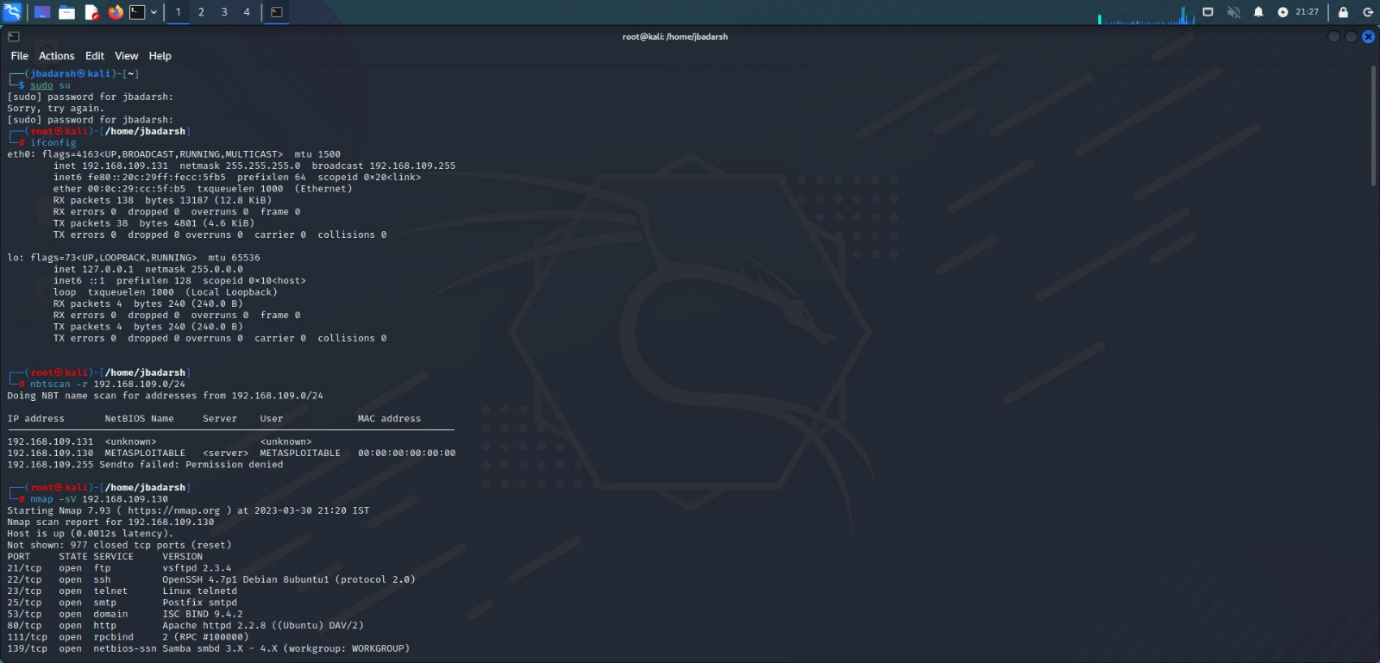 1 2 3 4 21:27
root@kali: /home/jbadarsh
File Actions Edit View Help
(jbadarsh㉿kali)-[~]
$ sudo su
[sudo] password for jbadarsh:
Sorry, try again.
[sudo] password for jbadarsh:
(root㉿kali)-[/home/jbadarsh]
# ifconfig
eth0: flags=4163<UP,BROADCAST,RUNNING,MULTICAST>  mtu 1500
inet 192.168.109.131  netmask 255.255.255.0  broadcast 192.168.109.255
inet6 fe80::20c:29ff:fecc:5fb5  prefixlen 64  scopeid 0×20<link>
ether 00:0c:29:cc:5f:b5  txqueuelen 1000  (Ethernet)
RX packets 138  bytes 13187 (12.8 KiB)
RX errors 0  dropped 0  overruns 0  frame 0
TX packets 38  bytes 4801 (4.6 KiB)
TX errors 0  dropped 0 overruns 0  carrier 0  collisions 0
lo: flags=73<UP,LOOPBACK,RUNNING>  mtu 65536
inet 127.0.0.1  netmask 255.0.0.0
inet6 ::1  prefixlen 128  scopeid 0×10<host>
loop  txqueuelen 1000  (Local Loopback)
RX packets 4  bytes 240 (240.0 B)
RX errors 0  dropped 0  overruns 0  frame 0
TX packets 4  bytes 240 (240.0 B)
TX errors 0  dropped 0 overruns 0  carrier 0  collisions 0
(root㉿kali)-[/home/jbadarsh]
# nbtscan -r 192.168.109.0/24
Doing NBT name scan for addresses from 192.168.109.0/24
IP address       NetBIOS Name     Server    User             MAC address
192.168.109.131  <unknown>                  <unknown>
192.168.109.130  METASPLOITABLE   <server>  METASPLOITABLE   00:00:00:00:00:00
192.168.109.255 Sendto failed: Permission denied
(root㉿kali)-[/home/jbadarsh]
# nmap -sV 192.168.109.130
Starting Nmap 7.93 ( https://nmap.org ) at 2023-03-30 21:20 IST
Nmap scan report for 192.168.109.130
Host is up (0.0012s latency).
Not shown: 977 closed tcp ports (reset)
PORT     STATE SERVICE     VERSION
21/tcp   open  ftp         vsftpd 2.3.4
22/tcp   open  ssh         OpenSSH 4.7p1 Debian 8ubuntu1 (protocol 2.0)
23/tcp   open  telnet      Linux telnetd
25/tcp   open  smtp        Postfix smtpd
53/tcp   open  domain      ISC BIND 9.4.2
80/tcp   open  http        Apache httpd 2.2.8 ((Ubuntu) DAV/2)
111/tcp  open  rpcbind     2 (RPC #100000)
139/tcp  open  netbios-ssn Samba smbd 3.X - 4.X (workgroup: WORKGROUP)